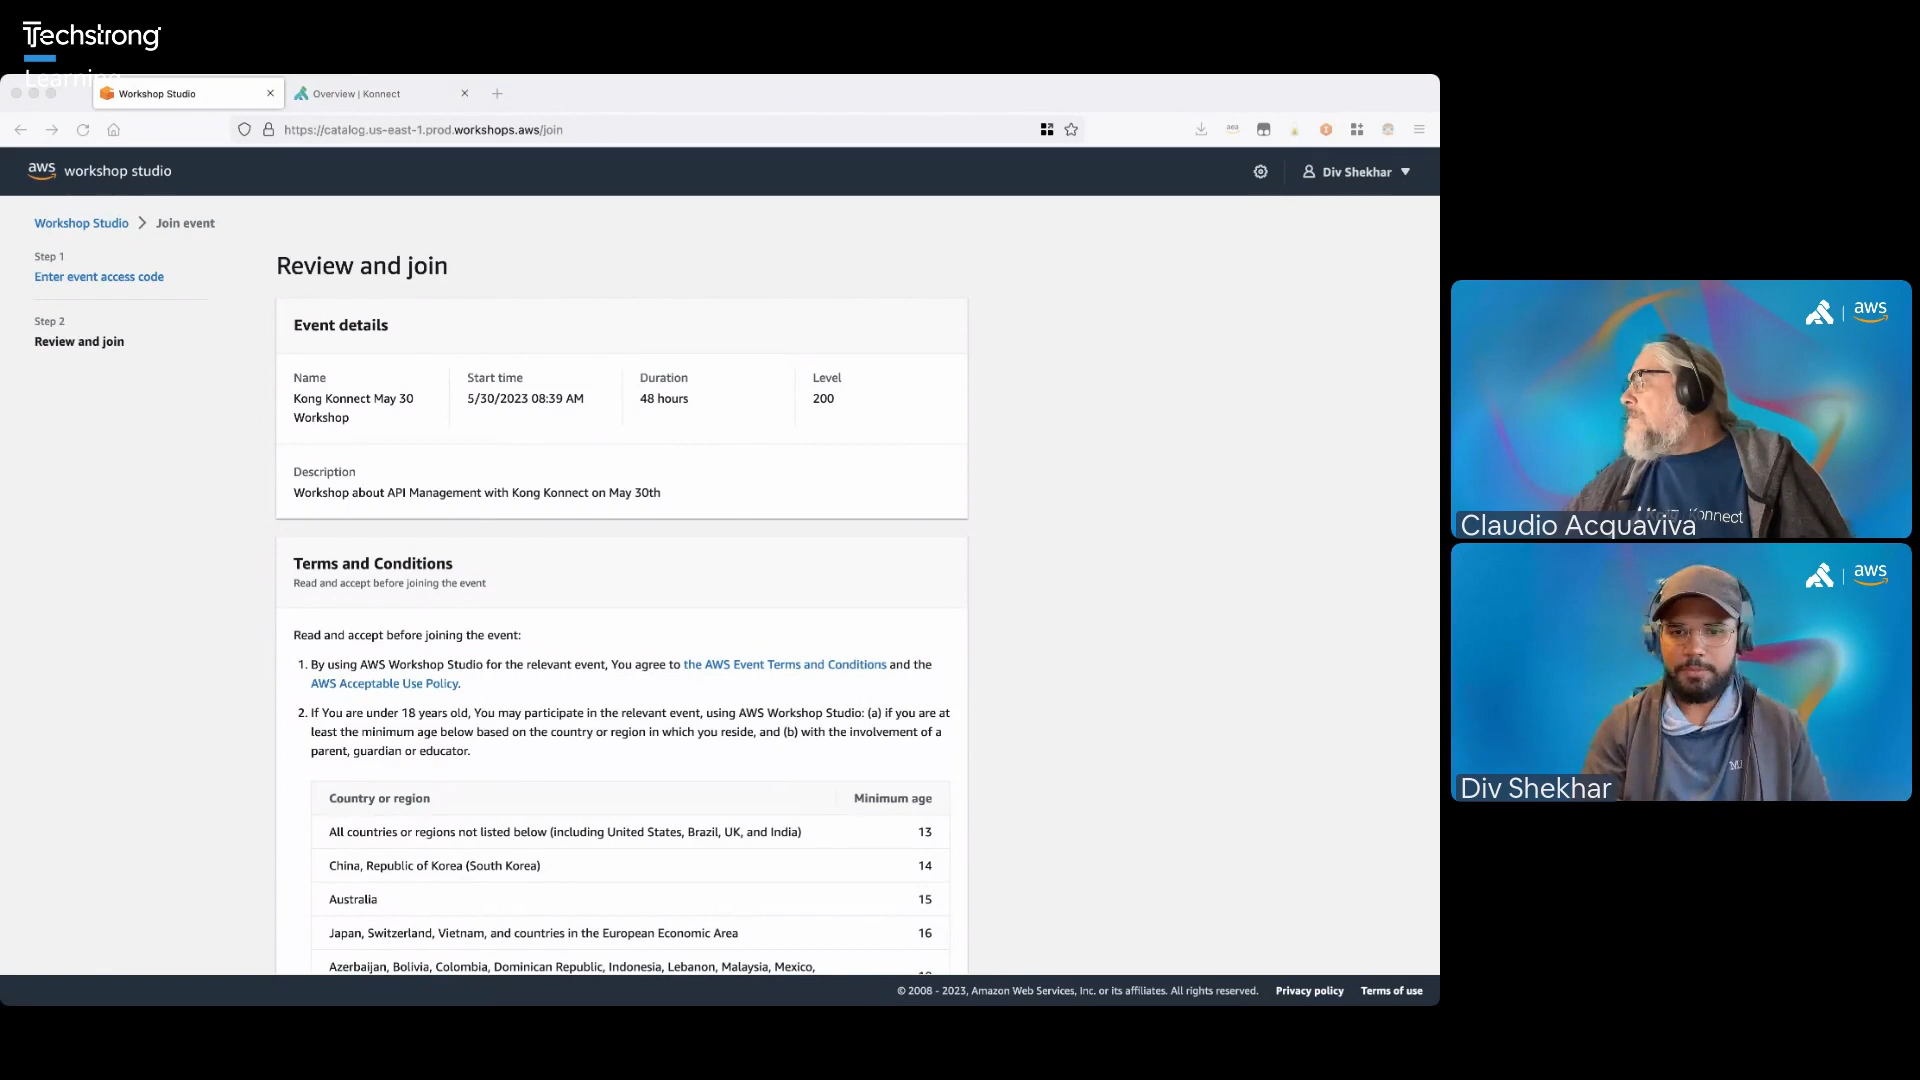 Techstrong
Learning
Workshop Studio
Overview | Konnect
https://catalog.us-east-1.prod.workshops.aws/join
aws workshop studio
Div Shekhar
Workshop Studio
Join event
Step 1
Enter event access code
Step 2
Review and join
Review and join
Event details
Name
Start time
Duration
Level
Kong Konnect May 30
Workshop
5/30/2023 08:39 AM
48 hours
200
Description
Workshop about API Management with Kong Konnect on May 30th
Terms and Conditions
Read and accept before joining the event
Read and accept before joining the event:
1. By using AWS Workshop Studio for the relevant event, You agree to the AWS Event Terms and Conditions and the
AWS Acceptable Use Policy.
2. If You are under 18 years old, You may participate in the relevant event, using AWS Workshop Studio: (a) if you are at
least the minimum age below based on the country or region in which you reside, and (b) with the involvement of a
parent, guardian or educator.
Country or region
Minimum age
All countries or regions not listed below (including United States, Brazil, UK, and India)
13
China, Republic of Korea (South Korea)
14
Australia
15
Japan, Switzerland, Vietnam, and countries in the European Economic Area
16
Azerbaijan, Bolivia, Colombia, Dominican Republic, Indonesia, Lebanon, Malaysia, Mexico,
© 2008 - 2023, Amazon Web Services, Inc. or its affiliates. All rights reserved.
Privacy policy
Terms of use
aws
Konnect
Claudio Acquaviva
aws
Div Shekhar